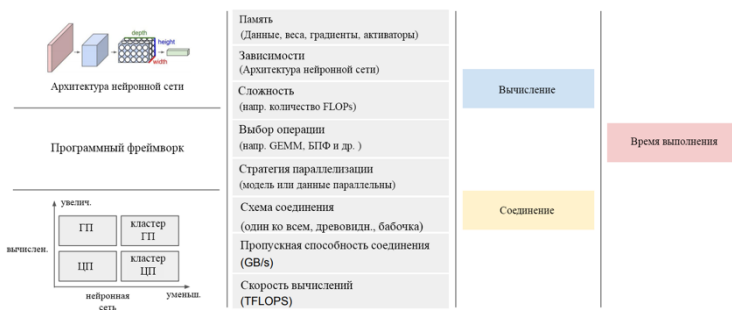 depth
height
width
Архитектура нейронной сети
Программный фреймворк
увелич.
ГП
кластер
ГП
вычислен.
ЦП
кластер
ЦП
нейронная
сеть
уменьш.
Память
(Данные, веса, градиенты, активаторы)
Зависимости
(Архитектура нейронной сети)
Сложность
(напр. количество FLOPs)
Выбор операции
(напр. GEMM, БПФ и др. )
Стратегия параллелизации
(модель или данные параллельны)
Схема соединения
(один ко всем, древовидн., бабочка)
Пропускная способность соединения
(GB/s)
Скорость вычислений
(TFLOPS)
Вычисление
Соединение
Время выполнения